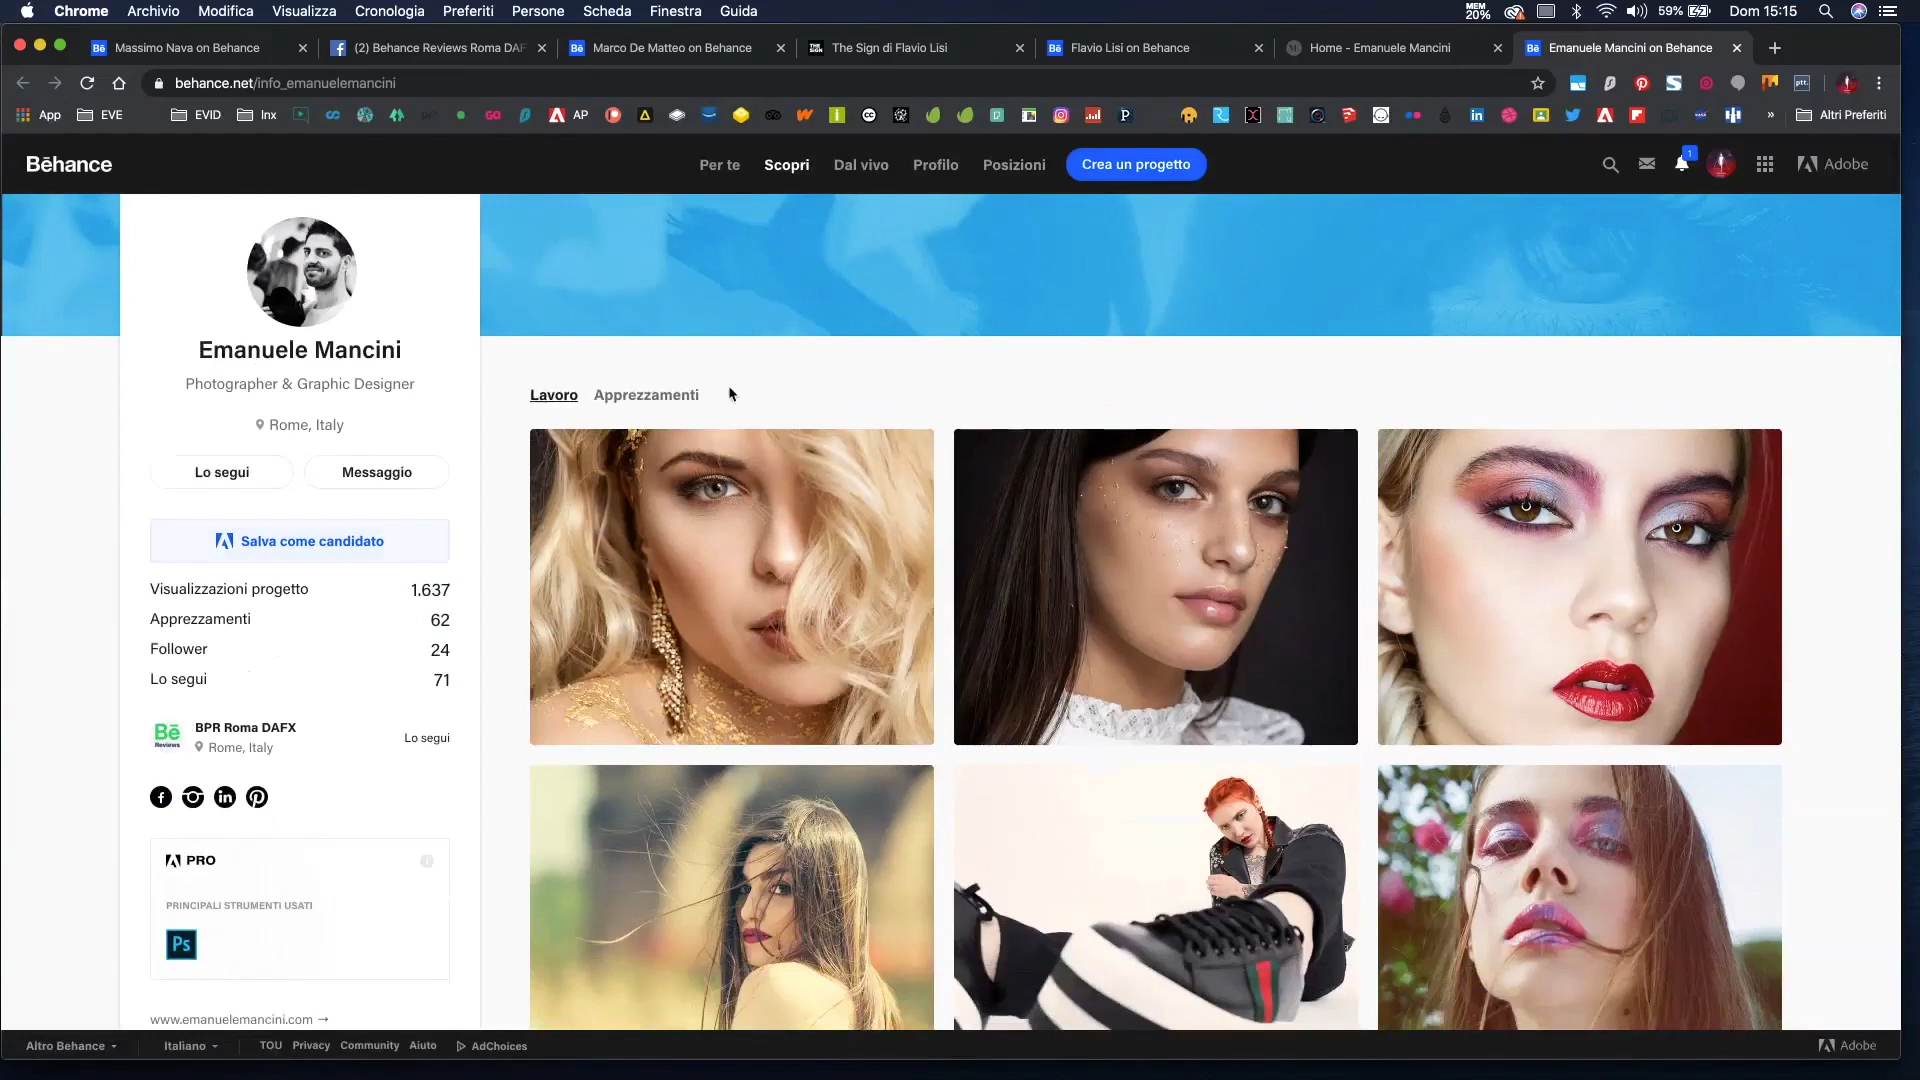 Chrome Archivio Modifica Visualizza Cronologia Preferiti Persone Scheda Finestra Guida MEM 20% 59% Dom 15:15
Massimo Nava on Behance (2) Behance Reviews Roma DAF Marco De Matteo on Behance The Sign di Flavio Lisi Flavio Lisi on Behance Home - Emanuele Mancini Emanuele Mancini on Behance
behance.net/info_emanuelemancini
App EVE EVID Inx AP » Altri Preferiti
Bēhance Per te Scopri Dal vivo Profilo Posizioni Crea un progetto 1 Adobe
Emanuele Mancini
Photographer & Graphic Designer
Rome, Italy
Lo segui Messaggio
Salva come candidato
Visualizzazioni progetto 1.637
Apprezzamenti 62
Follower 24
Lo segui 71
Bē Reviews BPR Roma DAFX
Rome, Italy Lo segui
PRO
PRINCIPALI STRUMENTI USATI
Ps
www.emanuelemancini.com →
Lavoro Apprezzamenti
Altro Behance Italiano TOU Privacy Community Aiuto AdChoices Adobe